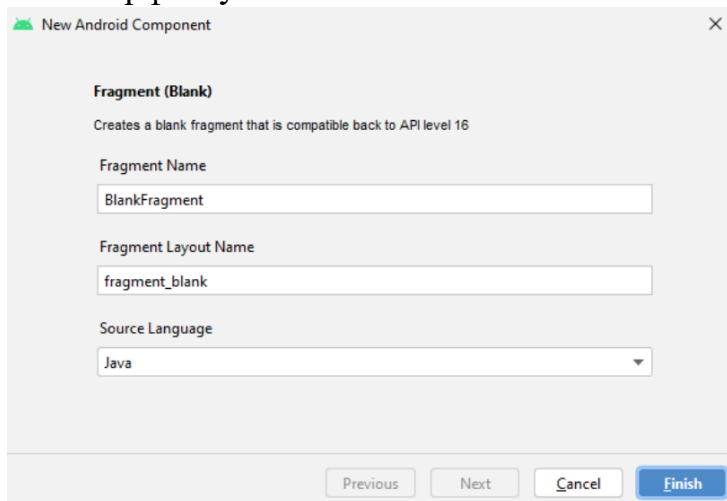 New Android Component
Fragment (Blank)
Creates a blank fragment that is compatible back to API level 16
Fragment Name
BlankFragment
Fragment Layout Name
fragment_blank
Source Language
Java
Previous Next Cancel Finish